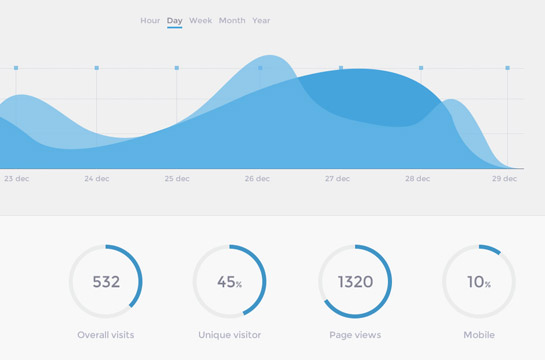 Hour Day Week Month Year
23 dec 24 dec 25 dec 26 dec 27 dec 28 dec 29 dec
532 45% 1320 10%
Overall visits Unique visitor Page views Mobile